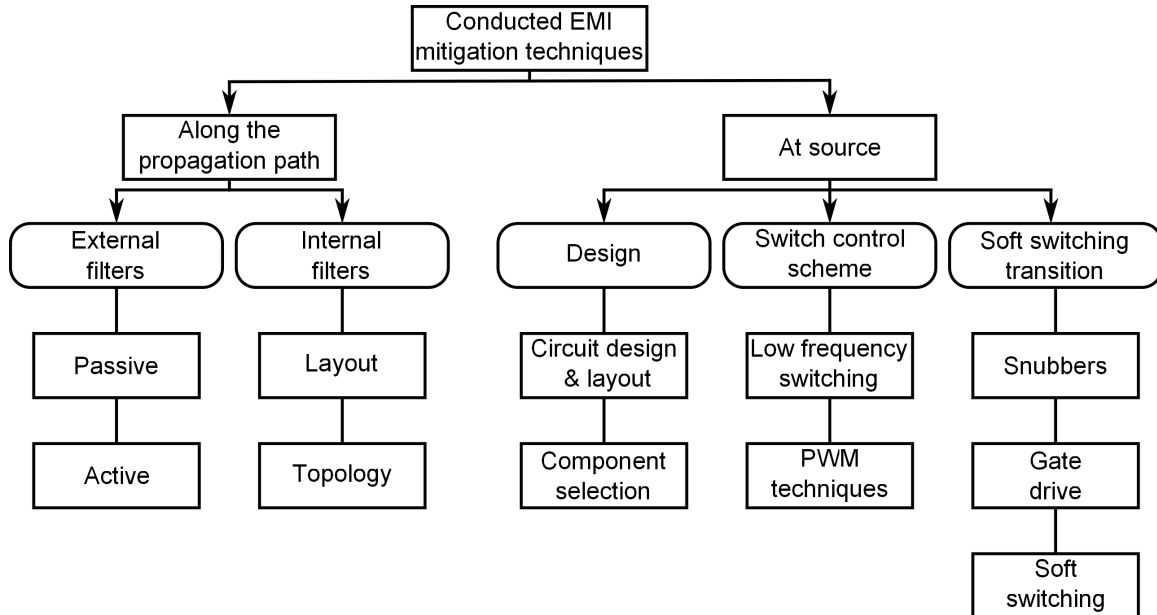 Conducted EMI
mitigation techniques
Along the
propagation path
At source
External
filters
Internal
filters
Design
Switch control
scheme
Soft switching
transition
Passive
Layout
Circuit design
& layout
Low frequency
switching
Snubbers
Active
Topology
Component
selection
PWM
techniques
Gate
drive
Soft
switching